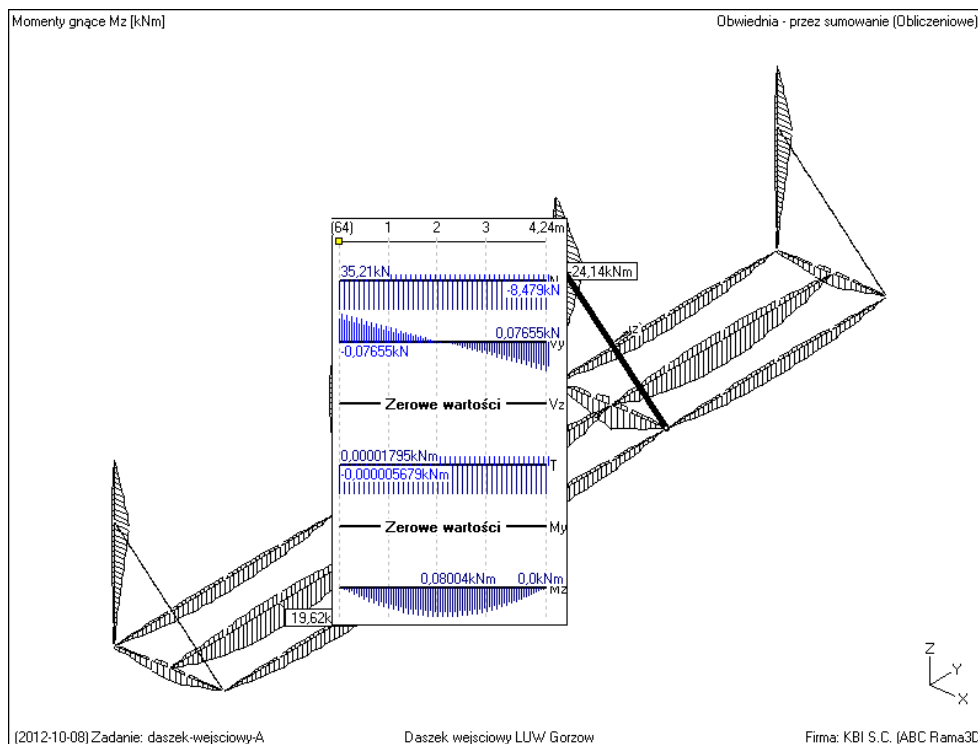 Momenty gnące Mz [kNm]
Obwiednia - przez sumowanie (Obliczeniowe)
(64) 1 2 3 4,24m
35,21kN
-8,479kN
-24,14kNm
0,07655kN
Vy
-0,07655kN
Zerowe wartości Vz
0,00001795kNm
T
-0,000005679kNm
Zerowe wartości My
0,08004kNm 0,0kNm
Mz
19,62k
Z
Y
X
(2012-10-08) Zadanie: daszek-wejsciowy-A
Daszek wejsciowy LUW Gorzow
Firma: KBI S.C. (ABC Rama3D